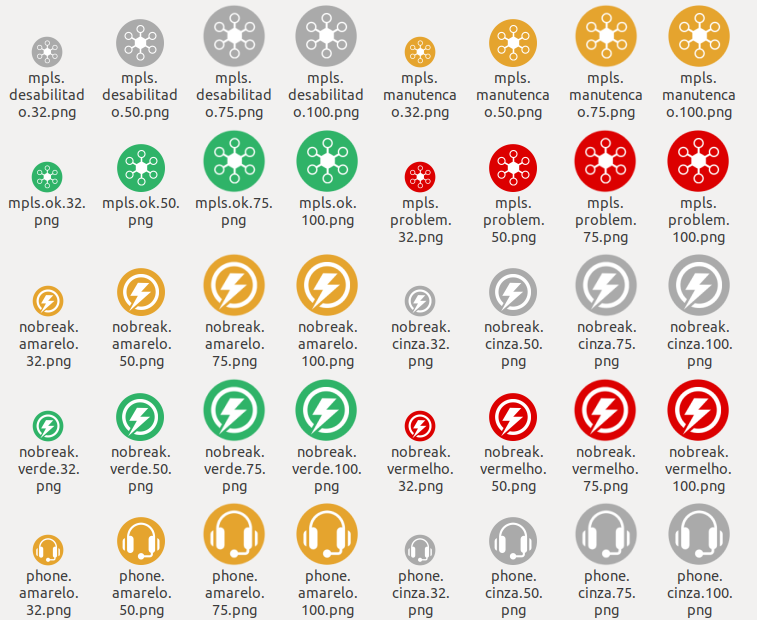 mpls.
desabilitad
o.32.png
mpls.
desabilitad
o.50.png
mpls.
desabilitad
o.75.png
mpls.
desabilitad
o.100.png
mpls.
manutenca
o.32.png
mpls.
manutenca
o.50.png
mpls.
manutenca
o.75.png
mpls.
manutenca
o.100.png
mpls.ok.32.
png
mpls.ok.50.
png
mpls.ok.75.
png
mpls.ok.
100.png
mpls.
problem.
32.png
mpls.
problem.
50.png
mpls.
problem.
75.png
mpls.
problem.
100.png
nobreak.
amarelo.
32.png
nobreak.
amarelo.
50.png
nobreak.
amarelo.
75.png
nobreak.
amarelo.
100.png
nobreak.
cinza.32.
png
nobreak.
cinza.50.
png
nobreak.
cinza.75.
png
nobreak.
cinza.100.
png
nobreak.
verde.32.
png
nobreak.
verde.50.
png
nobreak.
verde.75.
png
nobreak.
verde.100.
png
nobreak.
vermelho.
32.png
nobreak.
vermelho.
50.png
nobreak.
vermelho.
75.png
nobreak.
vermelho.
100.png
phone.
amarelo.
32.png
phone.
amarelo.
50.png
phone.
amarelo.
75.png
phone.
amarelo.
100.png
phone.
cinza.32.
png
phone.
cinza.50.
png
phone.
cinza.75.
png
phone.
cinza.100.
png